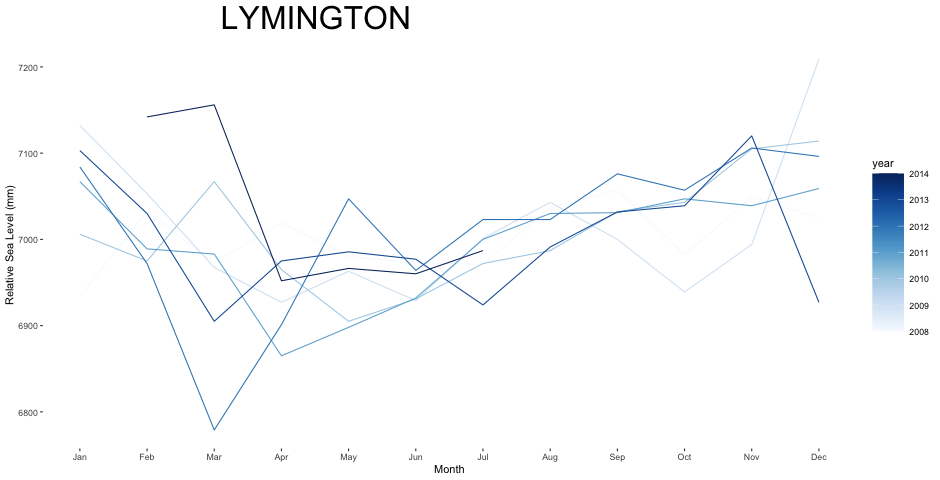 LYMINGTON
7200
7100
7000
6900
6800
Relative Sea Level (mm)
Jan Feb Mar Apr May Jun Jul Aug Sep Oct Nov Dec
Month
year
2014
2013
2012
2011
2010
2009
2008